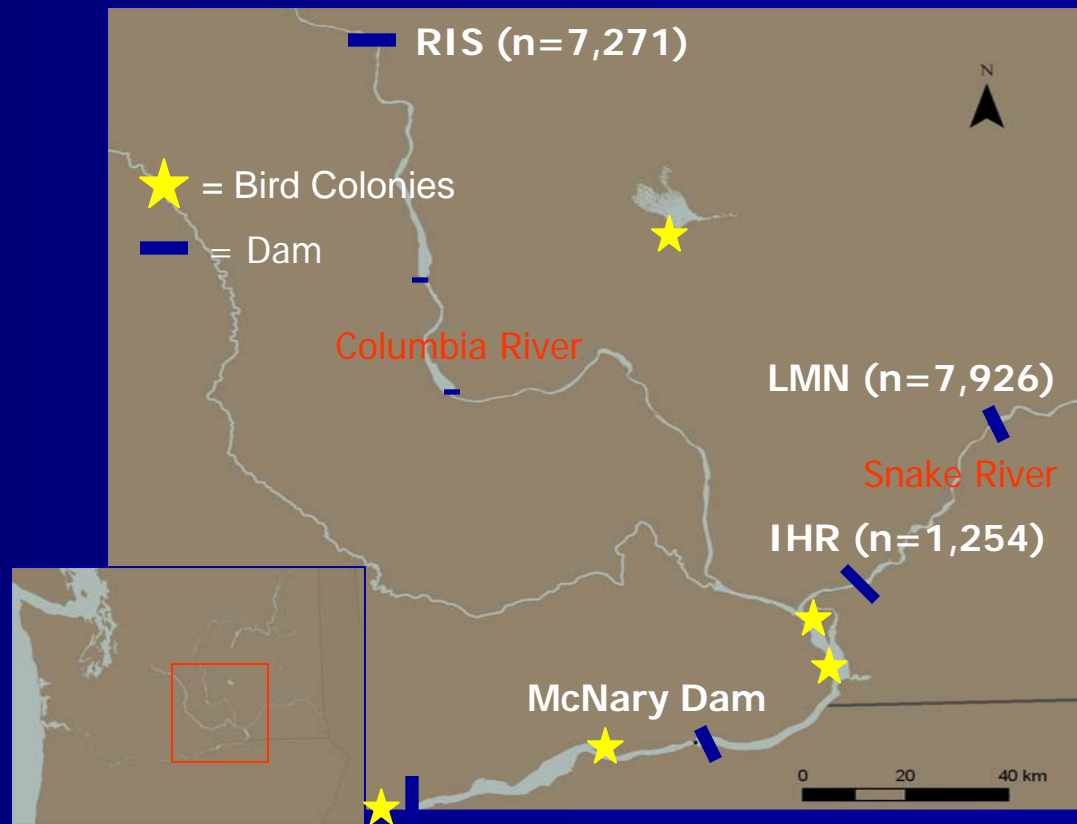 RIS (n=7,271)
N
= Bird Colonies
= Dam
Columbia River
LMN (n=7,926)
Snake River
IHR (n=1,254)
McNary Dam
0 20 40 km